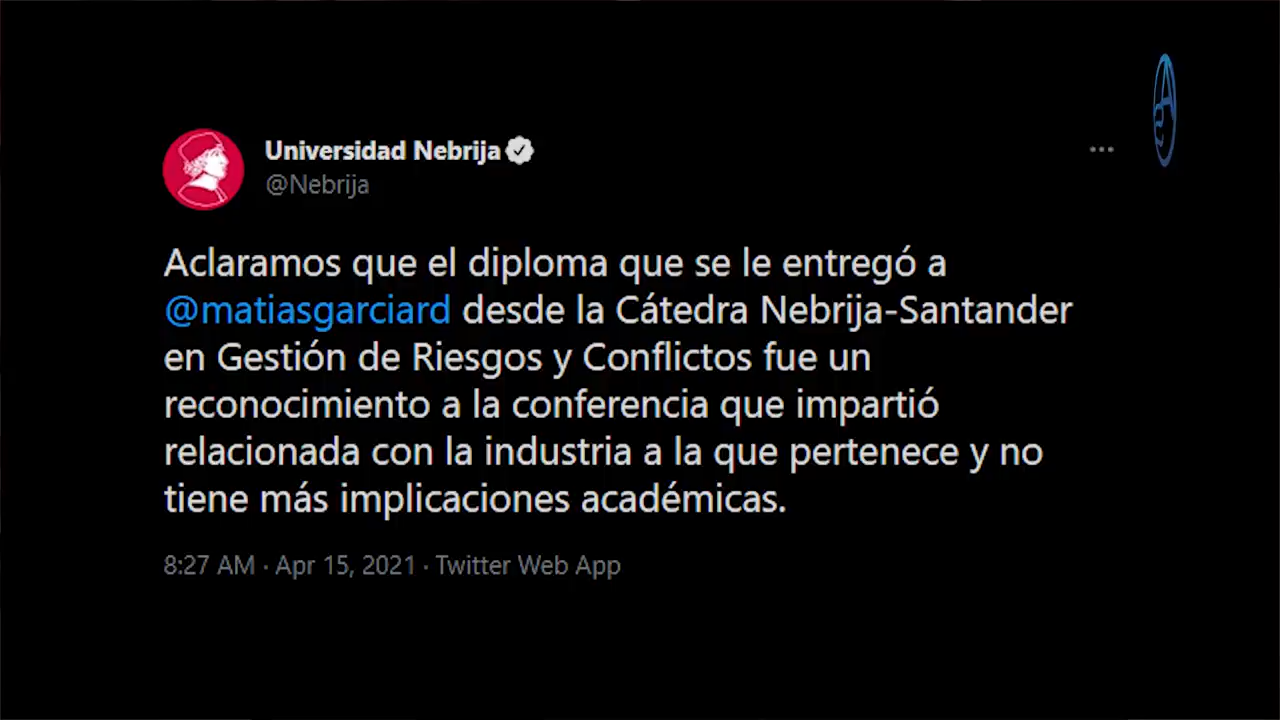 Universidad Nebrija
@Nebrija
Aclaramos que el diploma que se le entregó a
@matiasgarciard desde la Cátedra Nebrija-Santander
en Gestión de Riesgos y Conflictos fue un
reconocimiento a la conferencia que impartió
relacionada con la industria a la que pertenece y no
tiene más implicaciones académicas.
8:27 AM · Apr 15, 2021 · Twitter Web App